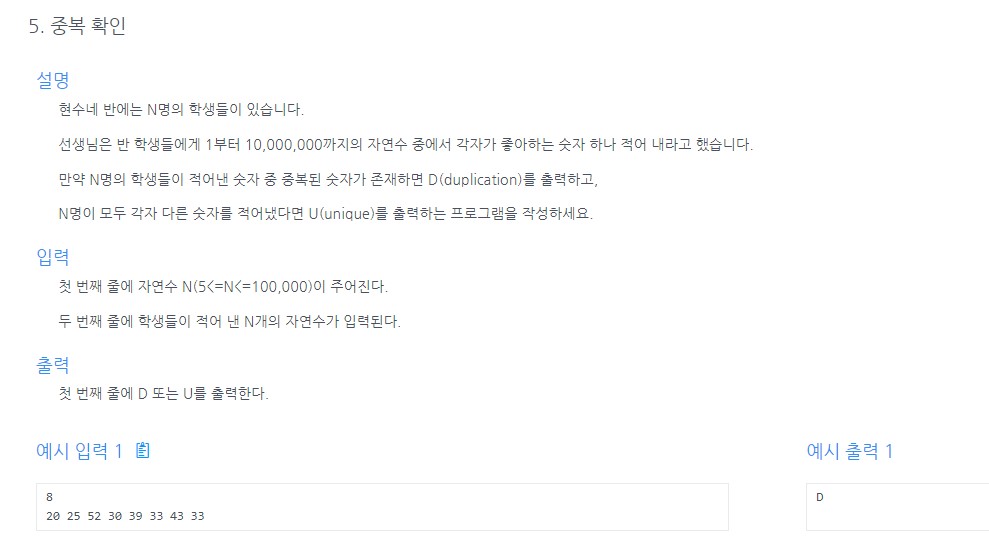 5. 중복 확인
설명
현수네 반에는 N명의 학생들이 있습니다.
선생님은 반 학생들에게 1부터 10,000,000까지의 자연수 중에서 각자가 좋아하는 숫자 하나 적어 내라고 했습니다.
만약 N명의 학생들이 적어낸 숫자 중 중복된 숫자가 존재하면 D(duplication)를 출력하고,
N명이 모두 각자 다른 숫자를 적어냈다면 U(unique)를 출력하는 프로그램을 작성하세요.
입력
첫 번째 줄에 자연수 N(5<=N<=100,000)이 주어진다.
두 번째 줄에 학생들이 적어 낸 N개의 자연수가 입력된다.
출력
첫 번째 줄에 D 또는 U를 출력한다.
예시 입력 1
8
20 25 52 30 39 33 43 33
예시 출력 1
D